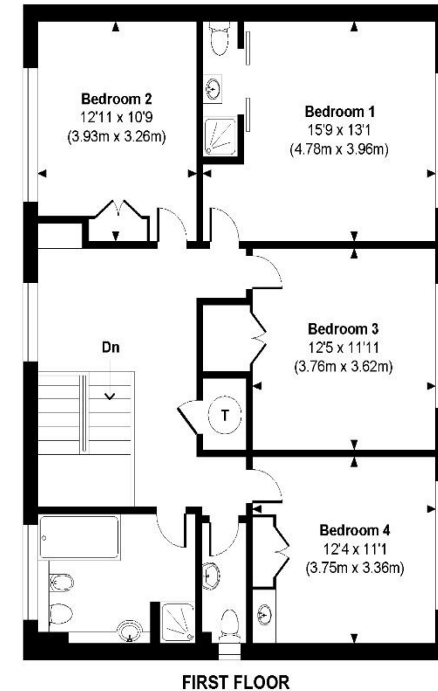 Bedroom 2
12'11 x 10'9
(3.93m x 3.26m)
Bedroom 1
15'9 x 13'1
(4.78m x 3.96m)
Bedroom 3
12'5 x 11'11
(3.76m x 3.62m)
Dn
T
Bedroom 4
12'4 x 11'1
(3.75m x 3.36m)
FIRST FLOOR